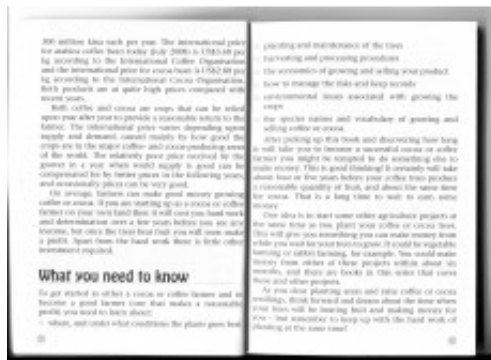 300 million kina each per year. The international price
for arabica coffee bean today (July 2008) is US$3.08 per
kg according to the International Coffee Organisation
and the international price for cocoa bean is US$2.80 per
kg according to the International Cocoa Organisation.
Both products are at quite high prices compared with
recent years.
Both coffee and cocoa are crops that can be relied
upon year after year to provide a reasonable return to the
farmer. The international price varies depending upon
supply and demand, caused mainly by how good the
crops are in the major coffee- and cocoa-producing areas
of the world. The relatively poor price received by the
grower in a year when world supply is good can be
compensated for by better prices in the following years,
and occasionally prices can be very good.
On average, farmers can make good money growing
coffee or cocoa. If you are starting up as a cocoa or coffee
farmer on your own land then it will cost you hard work
and determination over a few years before you see any
income, but once the trees bear fruit you will soon make
a profit. Apart from the hard work there is little other
investment required.
What you need to know
To get started as either a cocoa or coffee farmer and to
become a good farmer (one that makes a reasonable
profit) you need to learn about:
– where, and under what conditions the plants grow best
– planting and maintenance of the trees
– harvesting and processing procedures
– the economics of growing and selling your product
– how to manage the risks and keep records
– environmental issues associated with growing the
crops
– the special names and vocabulary of growing and
selling coffee or cocoa.
After picking up this book and discovering how long
it will take you to become a successful cocoa or coffee
farmer you might be tempted to do something else to
make money. This is good thinking! It certainly will take
about four or five years before your coffee trees produce
a reasonable quantity of fruit, and about the same time
for cocoa. That is a long time to wait to earn some
money.
One idea is to start some other agriculture projects at
the same time as you plant your coffee or cocoa trees.
This will give you something you can make money from
while you wait for your trees to grow. It could be vegetable
farming or rabbit farming, for example. You would make
money from either of these projects within about six
months, and there are books in this series that cover
these and other projects.
As you clear planting areas and raise coffee or cocoa
seedlings, think forward and dream about the time when
your trees will be bearing fruit and making money for
you – but remember to keep up with the hard work of
planting at the same time!